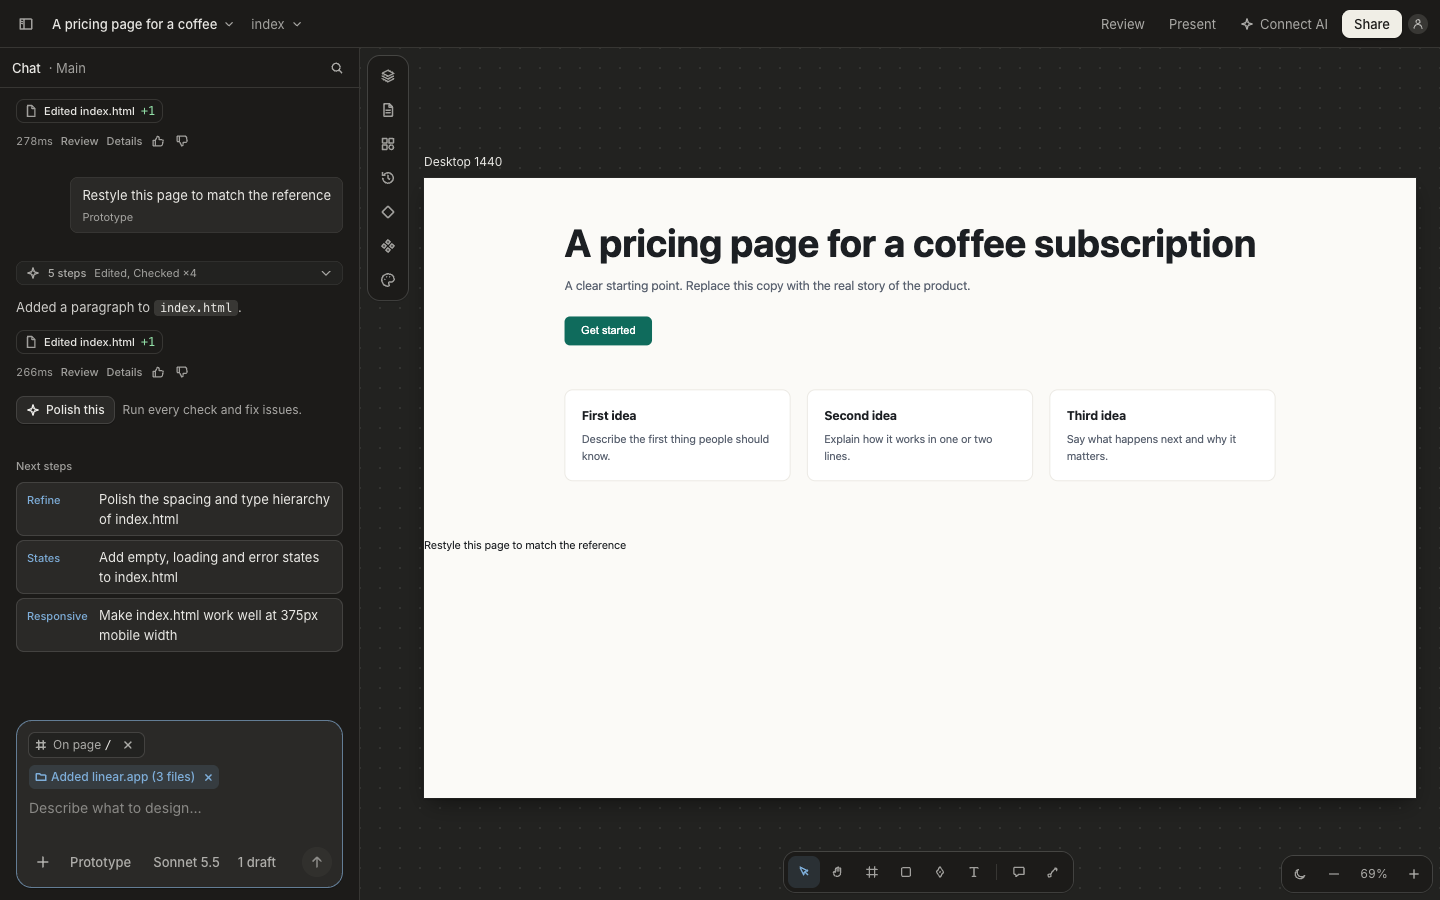 A pricing page for a coffee
index
Review
Present
Connect AI
Share
Chat · Main
Edited index.html +1
278ms Review Details
Restyle this page to match the reference
Prototype
5 steps Edited, Checked ×4
Added a paragraph to index.html.
Edited index.html +1
266ms Review Details
Polish this Run every check and fix issues.
Next steps
Refine Polish the spacing and type hierarchy
of index.html
States Add empty, loading and error states
to index.html
Responsive Make index.html work well at 375px
mobile width
On page /
Added linear.app (3 files)
Describe what to design...
Prototype Sonnet 5.5 1 draft
Desktop 1440
A pricing page for a coffee subscription
A clear starting point. Replace this copy with the real story of the product.
Get started
First idea
Describe the first thing people should
know.
Second idea
Explain how it works in one or two
lines.
Third idea
Say what happens next and why it
matters.
Restyle this page to match the reference
69%